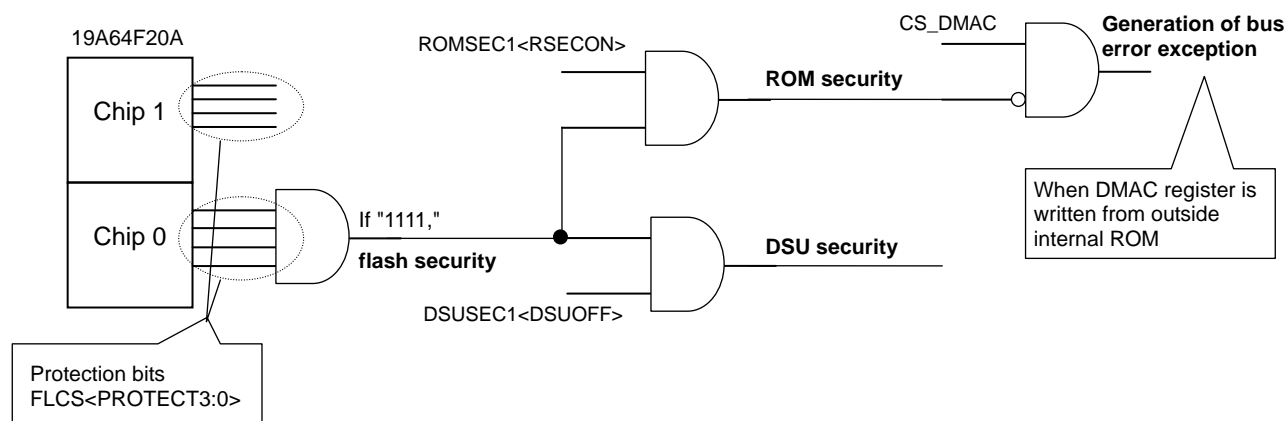 19A64F20A
Chip 1
Chip 0
Protection bits
FLCS<PROTECT3:0>
If "1111,"
flash security
ROMSEC1<RSECON>
ROM security
DSU security
DSUSEC1<DSUOFF>
CS_DMAC
Generation of bus
error exception
When DMAC register is
written from outside
internal ROM